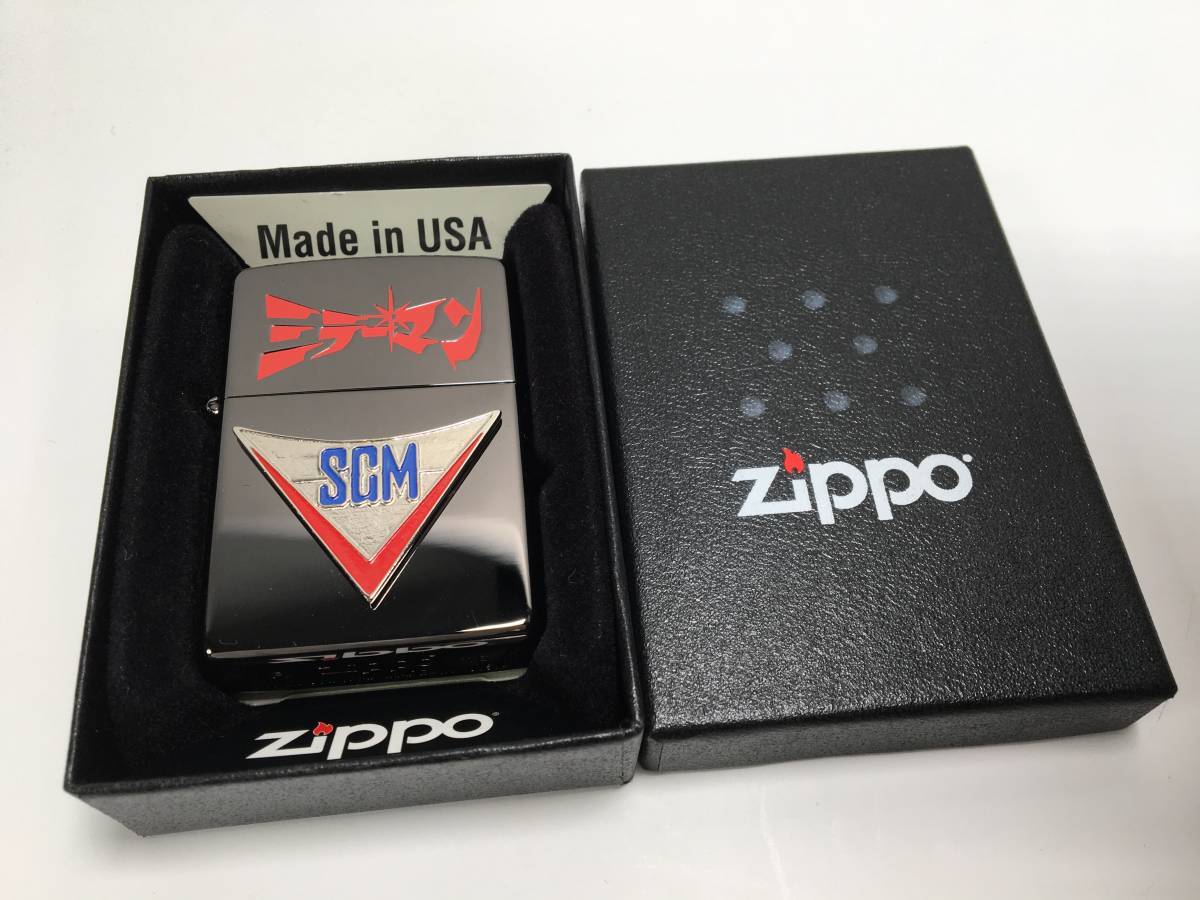 Made in USA
ミラーマン
SGM
zippo
zippo